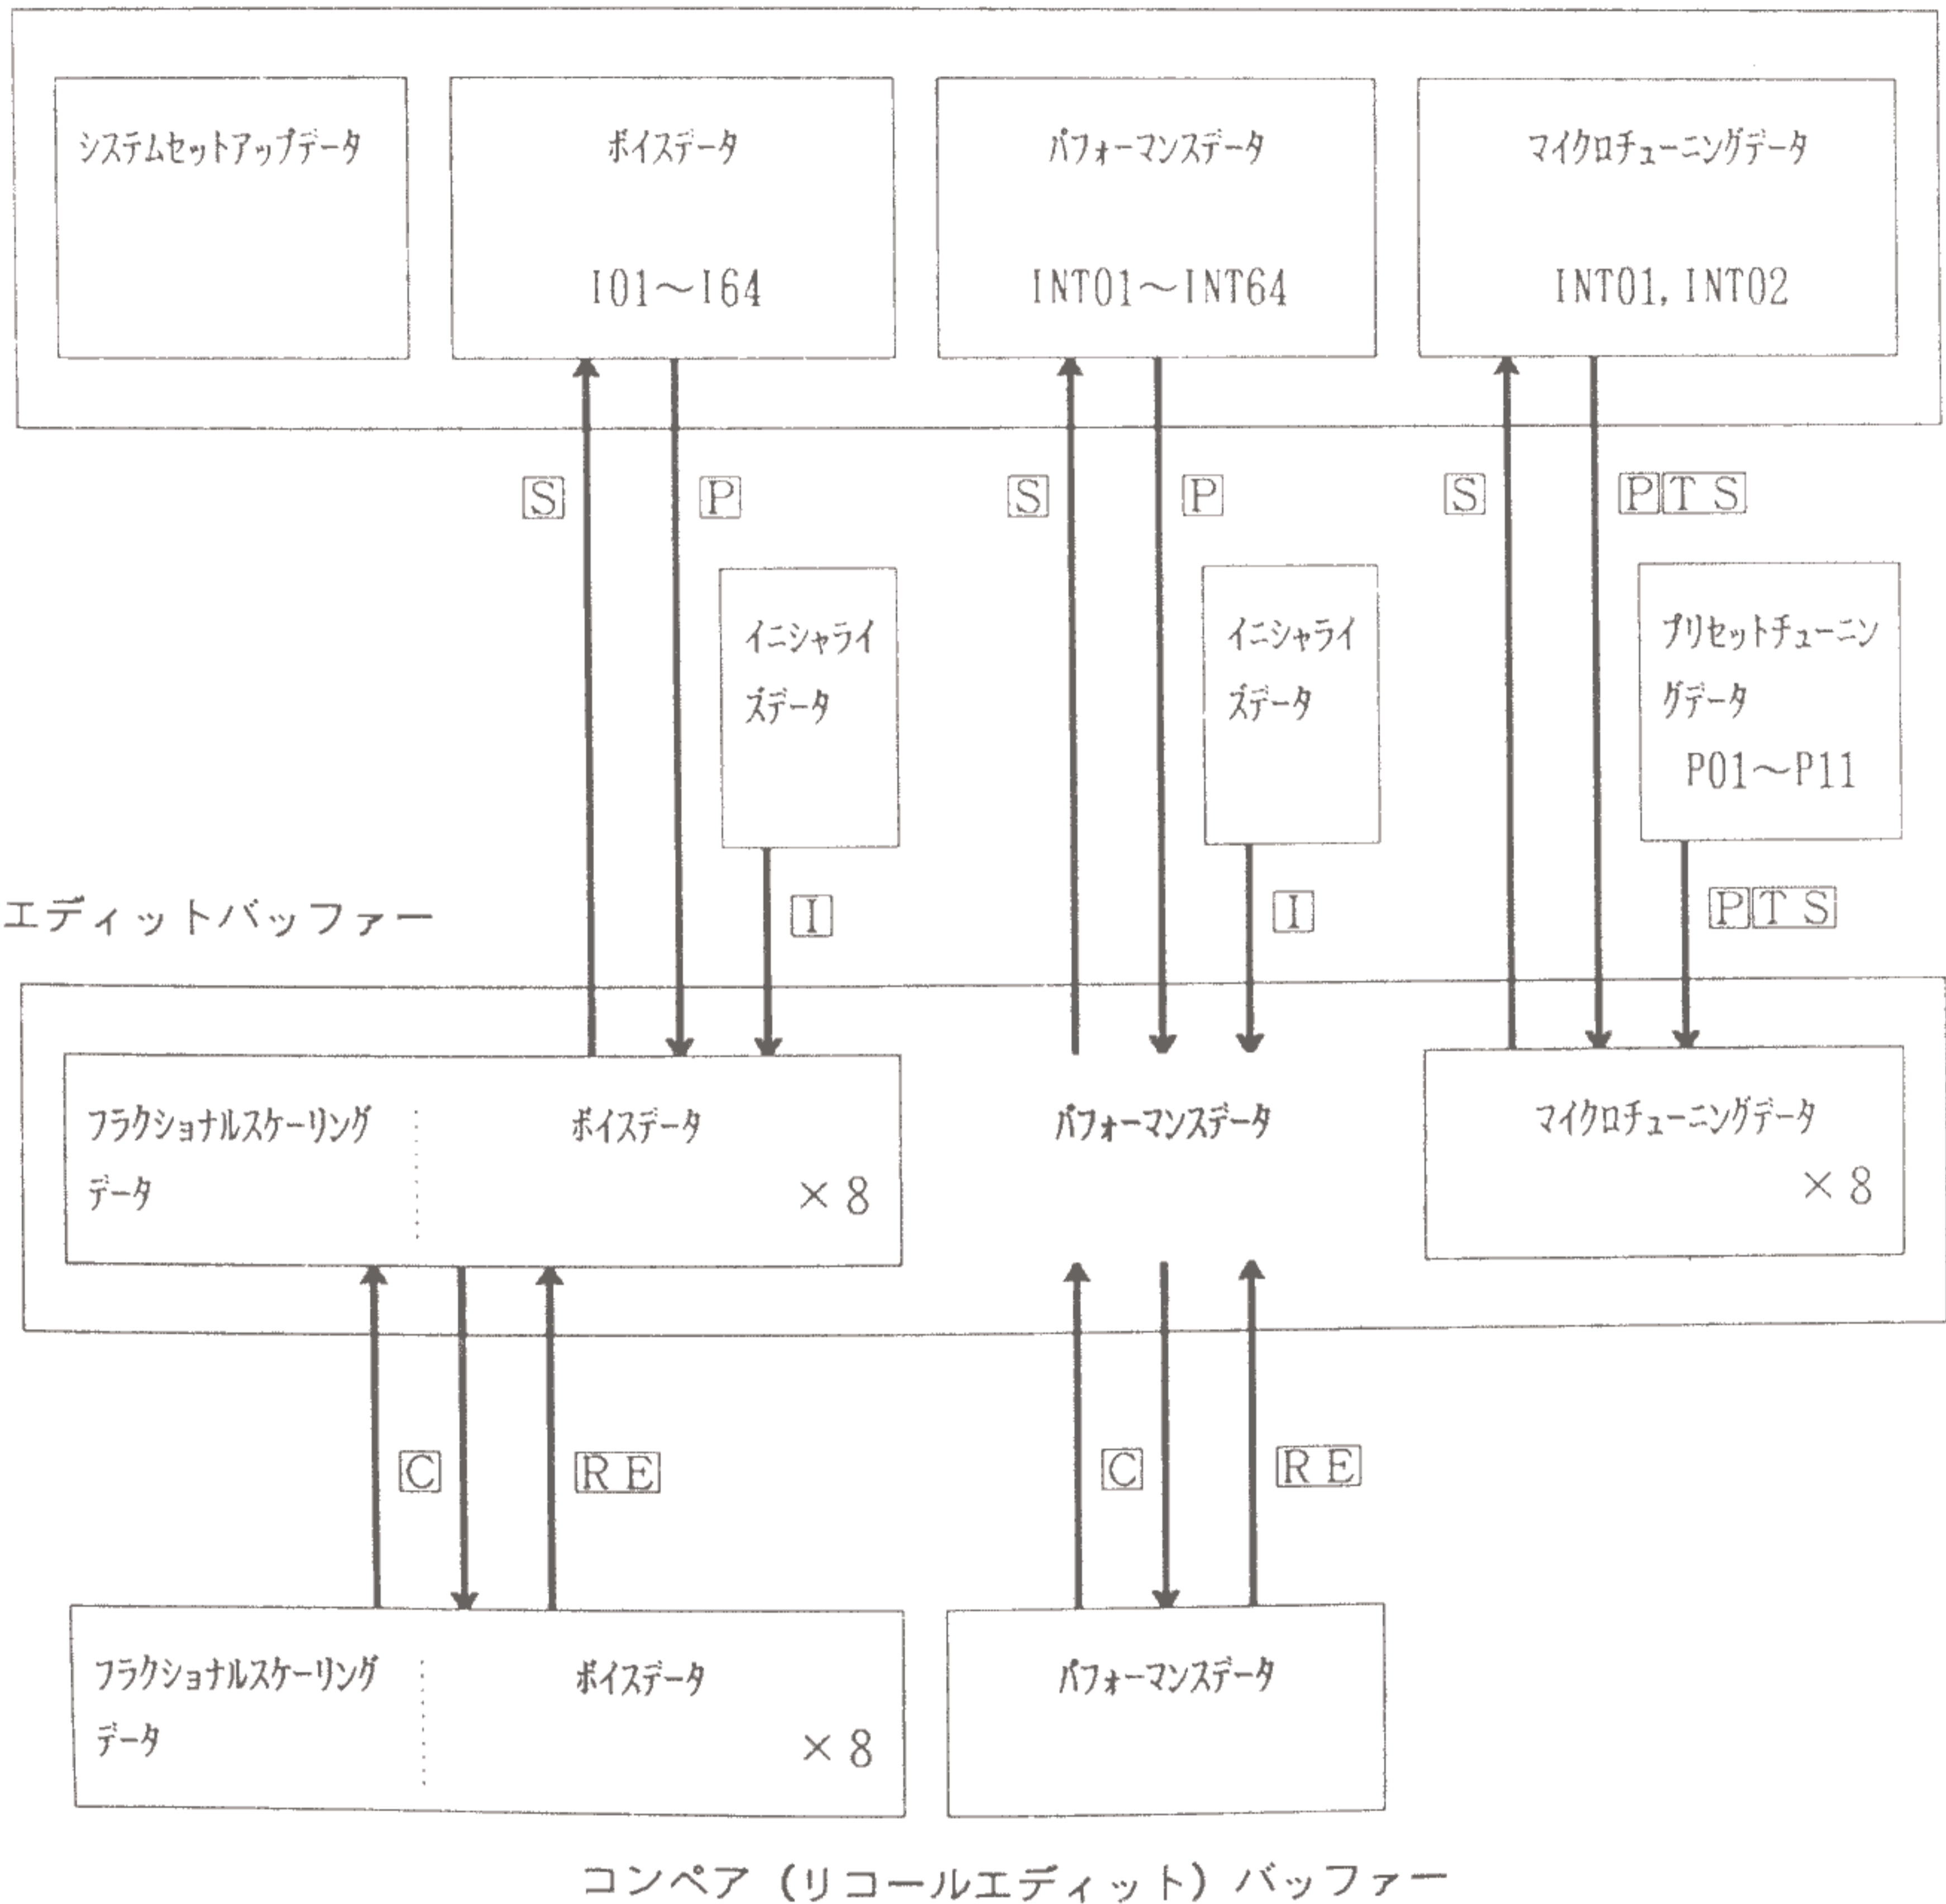 システムセットアップデータ
ボイスデータ
パフォーマンスデータ
マイクロチューニングデータ
I01～I64
INT01～INT64
INT01, INT02
S
P
S
P
S
P TS
イニシャライ
ズデータ
イニシャライ
ズデータ
プリセットチューニン
グデータ
P01～P11
エディットバッファー
I
I
P TS
フラクショナルスケーリング
データ
ボイスデータ
×8
パフォーマンスデータ
マイクロチューニングデータ
×8
C
RE
C
RE
フラクショナルスケーリング
データ
ボイスデータ
×8
パフォーマンスデータ
コンペア（リコールエディット）バッファー